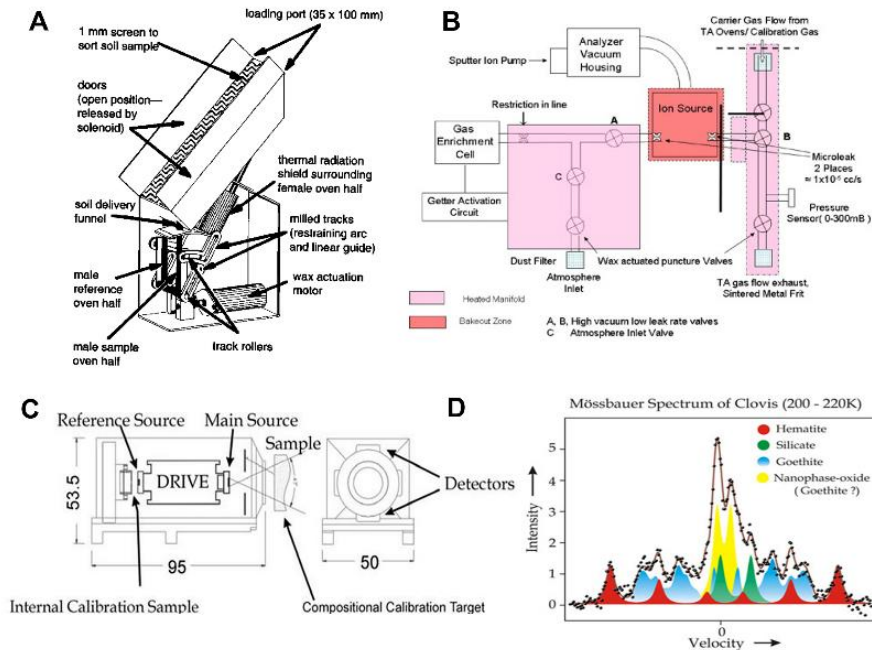 A
loading port (35 x 100 mm)
1 mm screen to
sort soil sample
doors
(open position—
released by
solenoid)
thermal radiation
shield surrounding
female oven half
soil delivery
funnel
milled tracks
(restraining arc
and linear guide)
male
reference
oven half
wax actuation
motor
male sample
oven half
track rollers
B
Carrier Gas Flow from
TA Ovens/ Calibration Gas
Analyzer
Vacuum
Housing
Sputter Ion Pump
Restriction in line
A
Ion Source
B
Gas
Enrichment
Cell
Microleak
2 Places
≈ 1x10⁻⁵ cc/s
C
Getter Activation
Circuit
Pressure
Sensor( 0-300mB )
Dust Filter
Wax actuated puncture Valves
Atmosphere
Inlet
TA gas flow exhaust,
Sintered Metal Frit
Heated Manifold
Bakeout Zone
A, B, High vacuum low leak rate valves
C Atmosphere Inlet Valve
C
Reference Source
Main Source
Sample
DRIVE
Detectors
53.5
95
50
Internal Calibration Sample
Compositional Calibration Target
D
Mössbauer Spectrum of Clovis (200 - 220K)
Hematite
Silicate
Goethite
Nanophase-oxide
(Goethite ?)
Intensity
5
4
3
2
1
0
0
Velocity